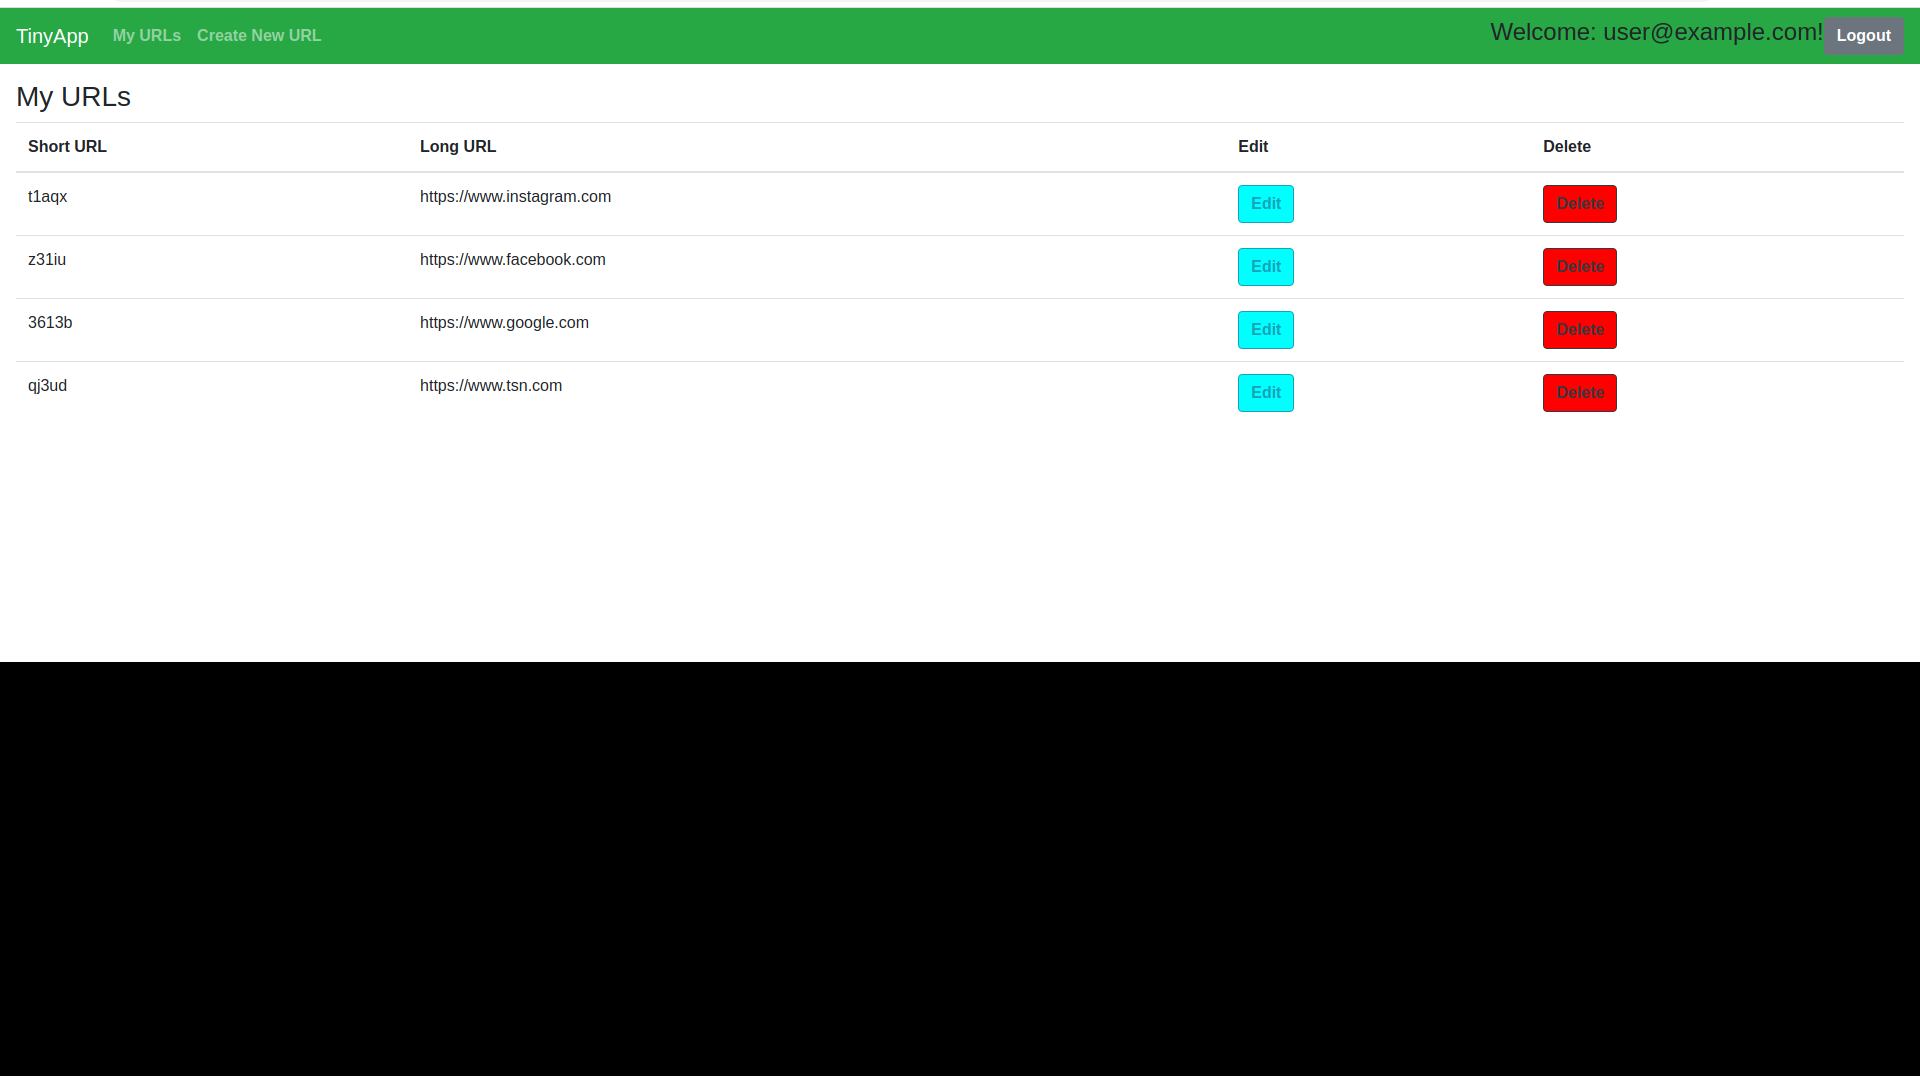 TinyApp My URLs Create New URL Welcome: user@example.com! Logout
My URLs
Short URL Long URL Edit Delete
t1aqx https://www.instagram.com Edit Delete
z31iu https://www.facebook.com Edit Delete
3613b https://www.google.com Edit Delete
qj3ud https://www.tsn.com Edit Delete